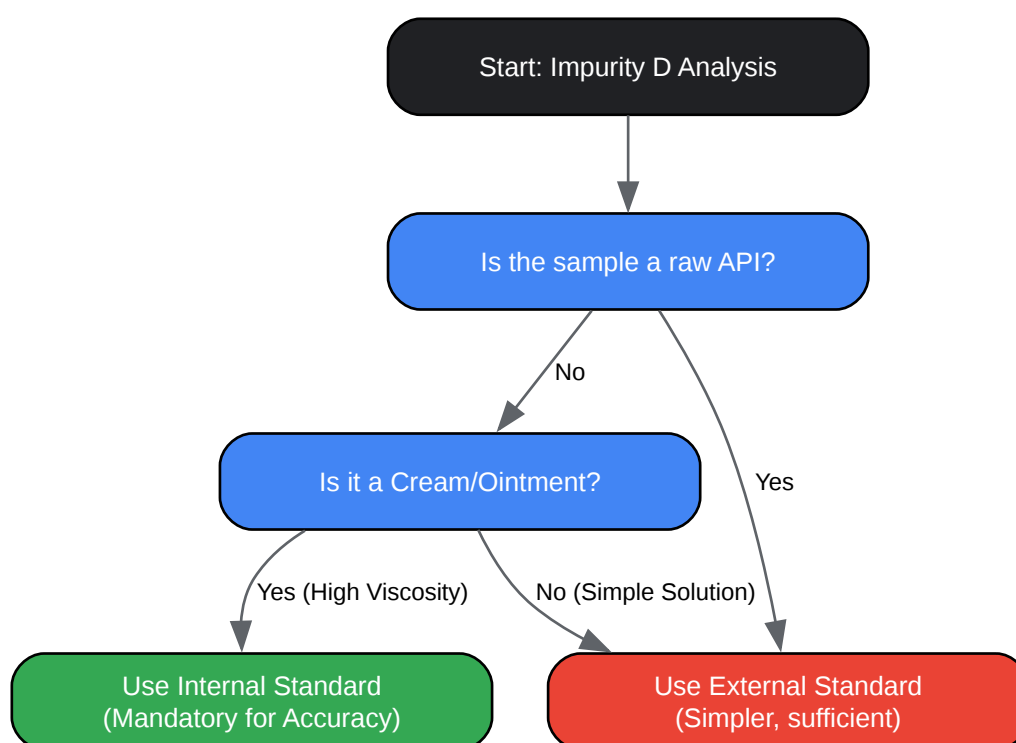 Start: Impurity D Analysis
Is the sample a raw API?
No
Is it a Cream/Ointment?
Yes
Yes (High Viscosity)
No (Simple Solution)
Use Internal Standard
(Mandatory for Accuracy)
Use External Standard
(Simpler, sufficient)